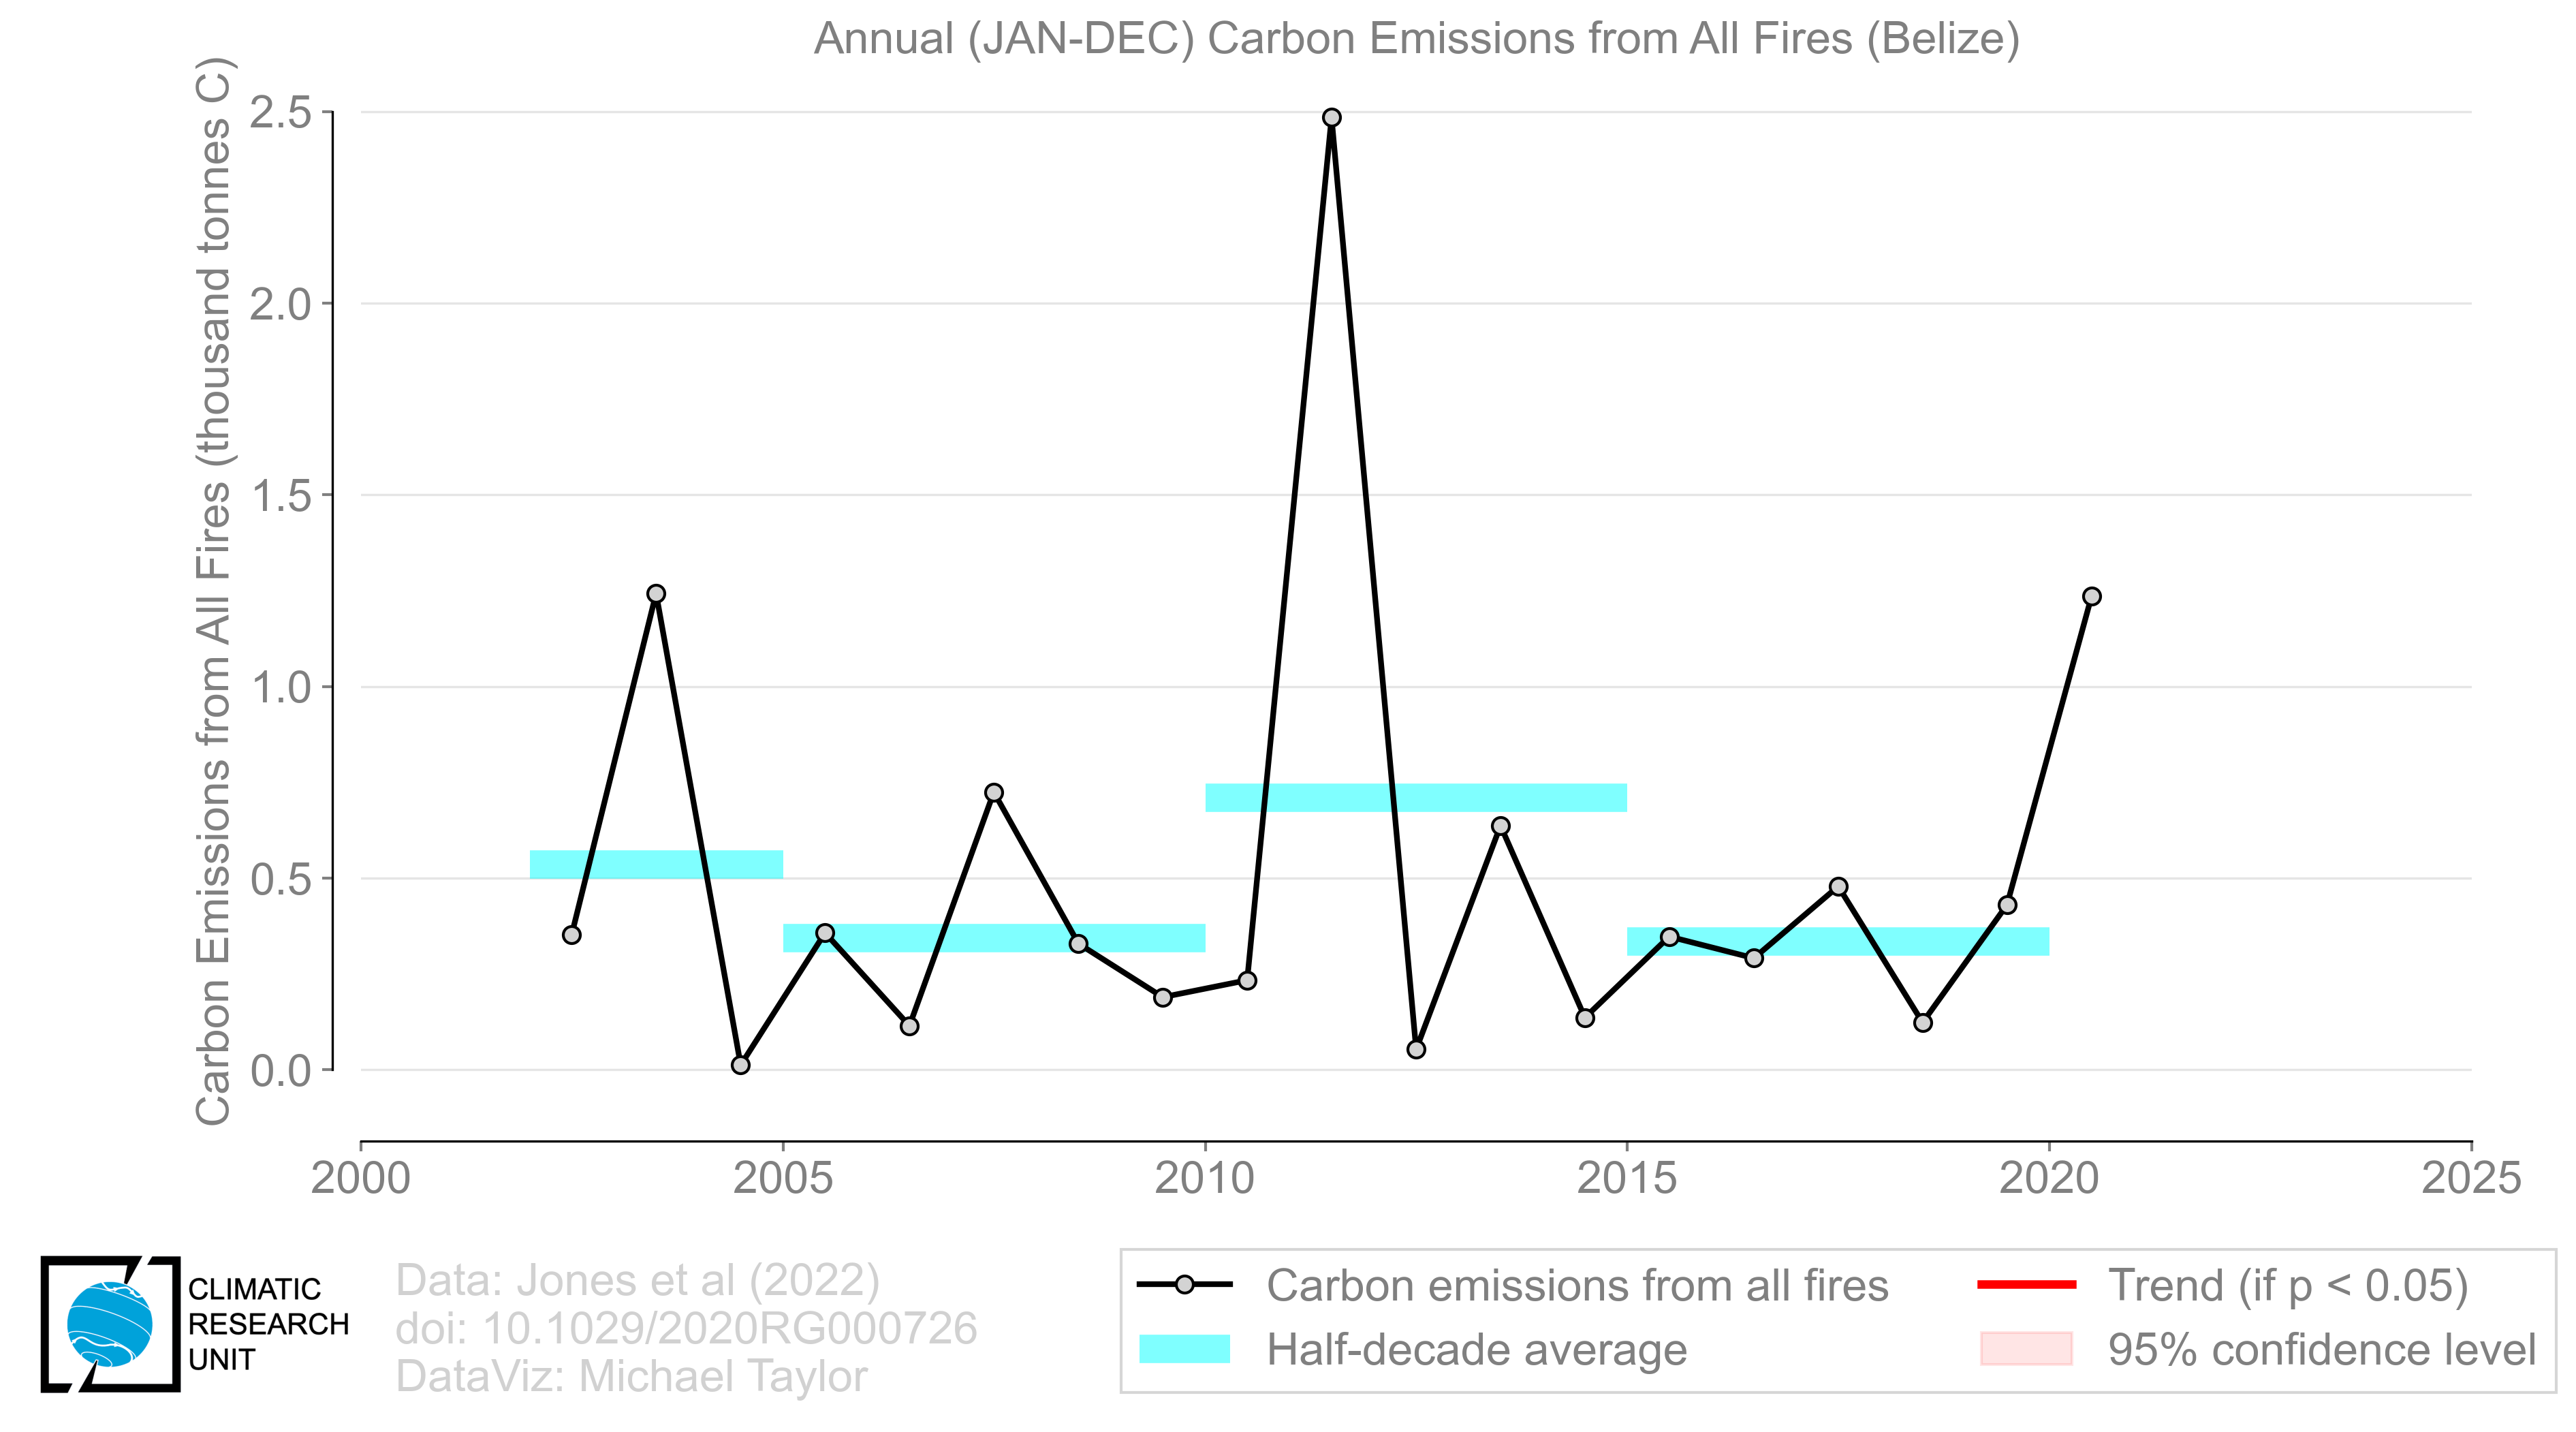 Annual (JAN-DEC) Carbon Emissions from All Fires (Belize)
Carbon Emissions from All Fires (thousand tonnes C)
2.5
2.0
1.5
1.0
0.5
0.0
2000 2005 2010 2015 2020 2025
CLIMATIC
RESEARCH
UNIT
Data: Jones et al (2022)
doi: 10.1029/2020RG000726
DataViz: Michael Taylor
Carbon emissions from all fires
Half-decade average
Trend (if p < 0.05)
95% confidence level